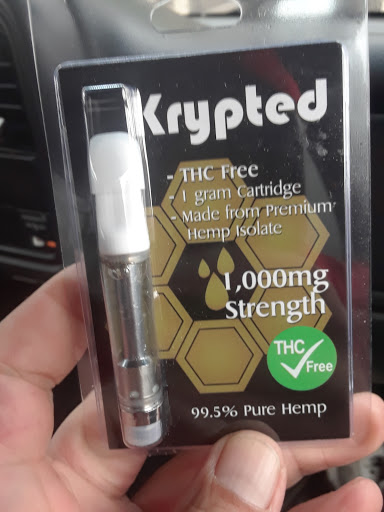 Krypted
- THC Free
- 1 gram Cartridge
- Made from Premium
Hemp Isolate
1,000mg
Strength
THC
Free
99.5% Pure Hemp